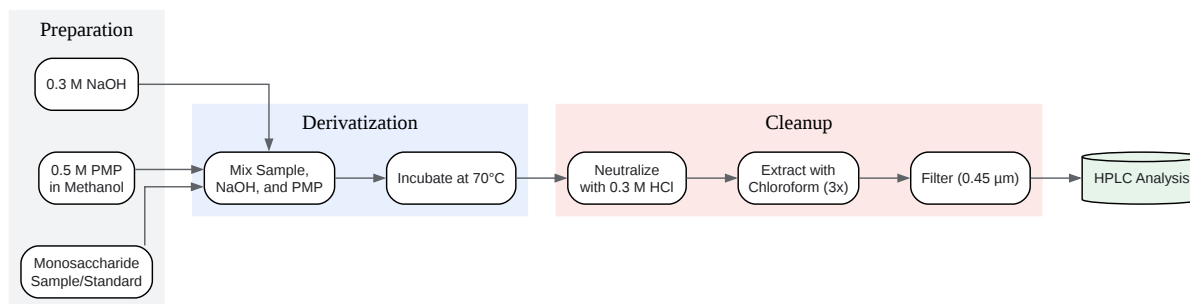 Preparation
0.3 M NaOH
0.5 M PMP
in Methanol
Monosaccharide
Sample/Standard
Derivatization
Mix Sample,
NaOH, and PMP
Incubate at 70°C
Cleanup
Neutralize
with 0.3 M HCl
Extract with
Chloroform (3x)
Filter (0.45 µm)
HPLC Analysis